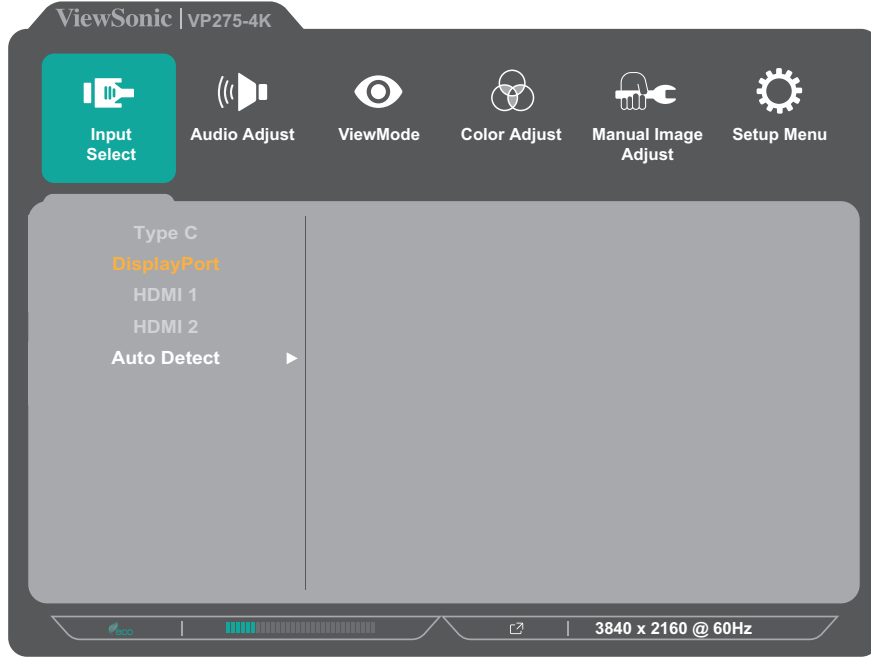 ViewSonic | VP275-4K
Input Select
Audio Adjust
ViewMode
Color Adjust
Manual Image Adjust
Setup Menu
Type C
DisplayPort
HDMI 1
HDMI 2
Auto Detect
eco
3840 x 2160 @ 60Hz